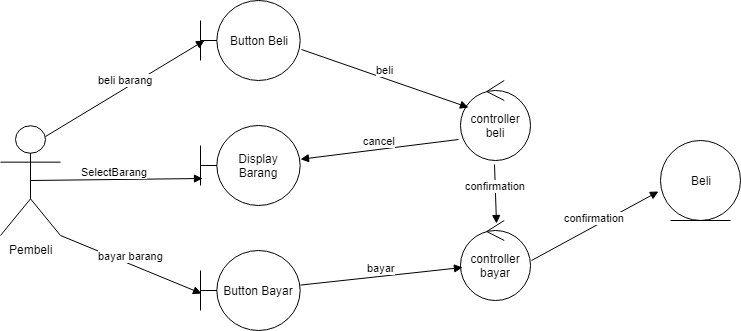 Button Beli
beli barang
beli
controller
beli
cancel
Display
Barang
SelectBarang
confirmation
Beli
confirmation
Pembeli
bayar barang
bayar
controller
bayar
Button Bayar